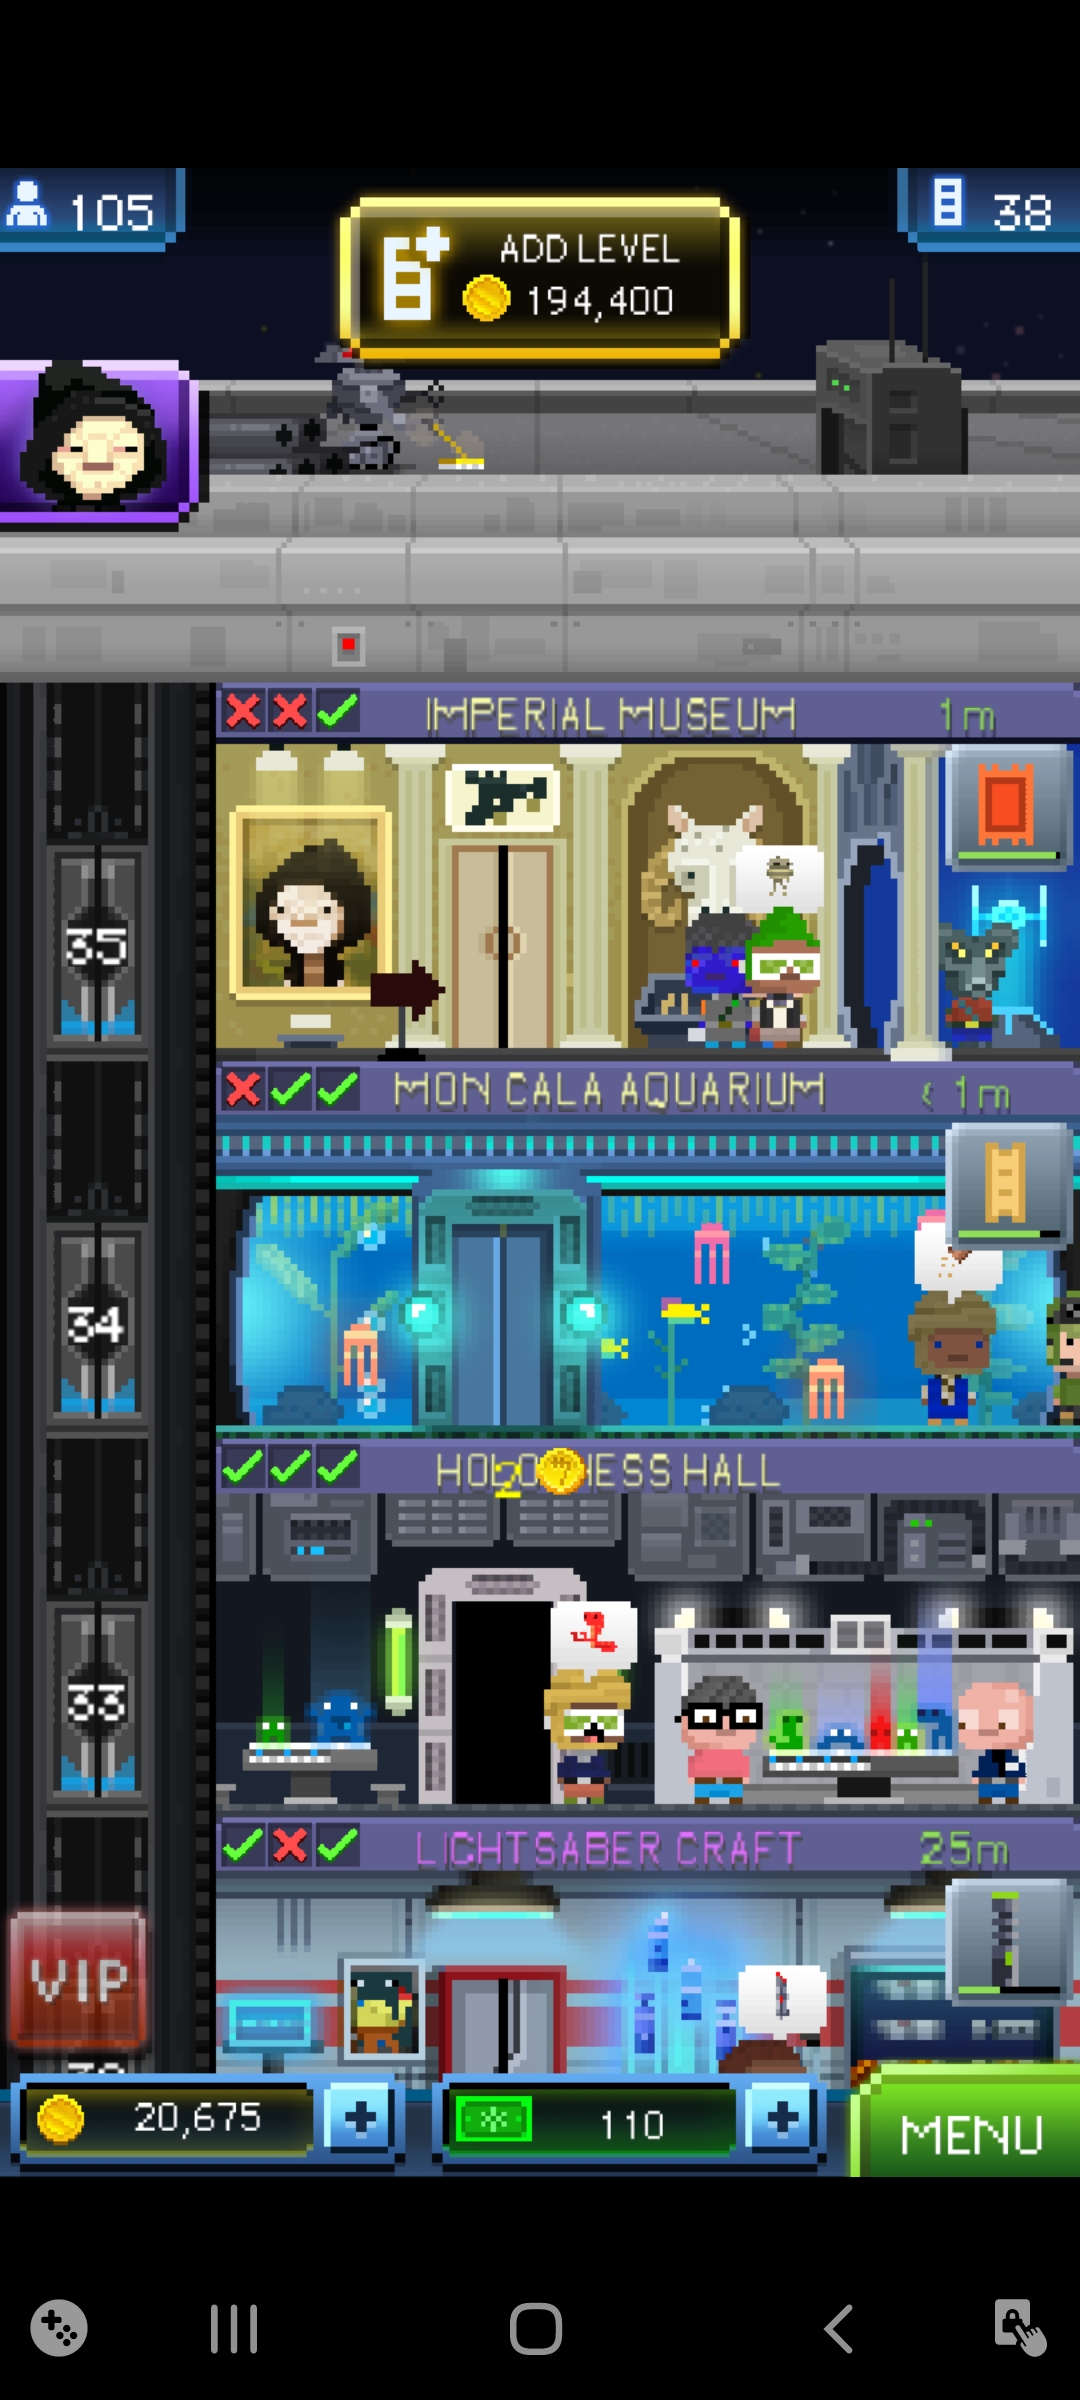 105
ADD LEVEL
194,400
38
IMPERIAL MUSEUM 1m
35
MON CALA AQUARIUM < 1m
34
HALL
2
33
LIGHTSABER CRAFT 25m
VIP
20,675
110
MENU